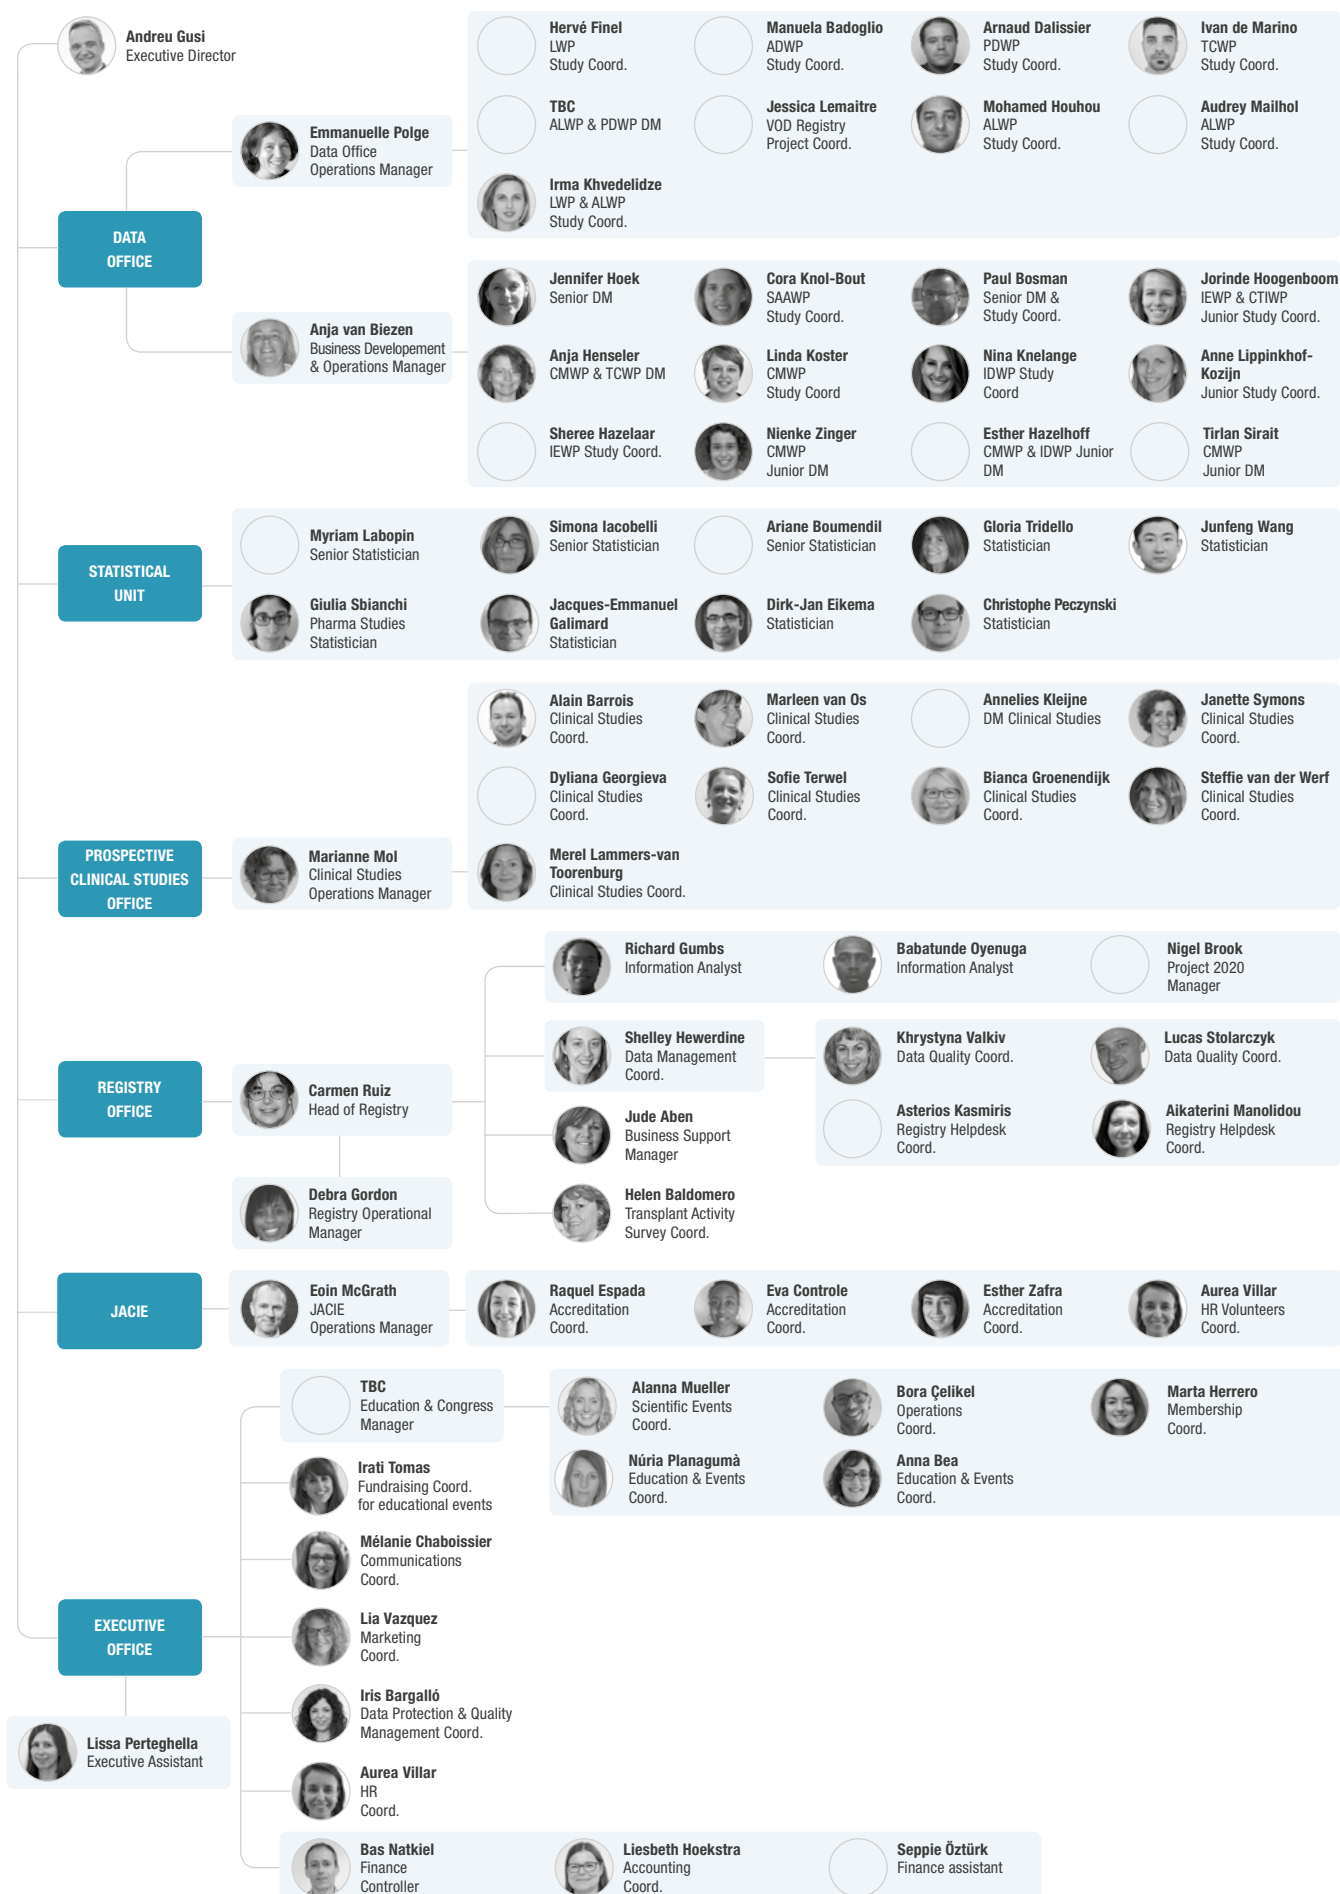 Andreu Gusi
Executive Director
Hervé Finel
LWP
Study Coord.
Manuela Badoglio
ADWP
Study Coord.
Arnaud Dalissier
PDWP
Study Coord.
Ivan de Marino
TCWP
Study Coord.
TBC
ALWP & PDWP DM
Jessica Lemaitre
VOD Registry
Project Coord.
Mohamed Houhou
ALWP
Study Coord.
Audrey Mailhol
ALWP
Study Coord.
Emmanuelle Polge
Data Office
Operations Manager
Irma Khvedelidze
LWP & ALWP
Study Coord.
DATA
OFFICE
Jennifer Hoek
Senior DM
Cora Knol-Bout
SAAWP
Study Coord.
Paul Bosman
Senior DM &
Study Coord.
Jorinde Hoogenboom
IEWP & CTIWP
Junior Study Coord.
Anja van Biezen
Business Developement
& Operations Manager
Anja Henseler
CMWP & TCWP DM
Linda Koster
CMWP
Study Coord
Nina Knelange
IDWP Study
Coord
Anne Lippinkhof-
Kozijn
Junior Study Coord.
Sheree Hazelaar
IEWP Study Coord.
Nienke Zinger
CMWP
Junior DM
Esther Hazelhoff
CMWP & IDWP Junior
DM
Tirlan Sirait
CMWP
Junior DM
STATISTICAL
UNIT
Myriam Labopin
Senior Statistician
Simona Iacobelli
Senior Statistician
Ariane Boumendil
Senior Statistician
Gloria Tridello
Statistician
Junfeng Wang
Statistician
Giulia Sbianchi
Pharma Studies
Statistician
Jacques-Emmanuel
Galimard
Statistician
Dirk-Jan Eikema
Statistician
Christophe Peczynski
Statistician
Alain Barrois
Clinical Studies
Coord.
Marleen van Os
Clinical Studies
Coord.
Annelies Kleijne
DM Clinical Studies
Janette Symons
Clinical Studies
Coord.
Dyliana Georgieva
Clinical Studies
Coord.
Sofie Terwel
Clinical Studies
Coord.
Bianca Groenendijk
Clinical Studies
Coord.
Steffie van der Werf
Clinical Studies
Coord.
PROSPECTIVE
CLINICAL STUDIES
OFFICE
Marianne Mol
Clinical Studies
Operations Manager
Merel Lammers-van
Toorenburg
Clinical Studies Coord.
Richard Gumbs
Information Analyst
Babatunde Oyenuga
Information Analyst
Nigel Brook
Project 2020
Manager
Shelley Hewerdine
Data Management
Coord.
Khrystyna Valkiv
Data Quality Coord.
Lucas Stolarczyk
Data Quality Coord.
REGISTRY
OFFICE
Carmen Ruiz
Head of Registry
Jude Aben
Business Support
Manager
Asterios Kasmiris
Registry Helpdesk
Coord.
Aikaterini Manolidou
Registry Helpdesk
Coord.
Debra Gordon
Registry Operational
Manager
Helen Baldomero
Transplant Activity
Survey Coord.
JACIE
Eoin McGrath
JACIE
Operations Manager
Raquel Espada
Accreditation
Coord.
Eva Controle
Accreditation
Coord.
Esther Zafra
Accreditation
Coord.
Aurea Villar
HR Volunteers
Coord.
TBC
Education & Congress
Manager
Alanna Mueller
Scientific Events
Coord.
Bora Çelikel
Operations
Coord.
Marta Herrero
Membership
Coord.
Núria Planagumà
Education & Events
Coord.
Anna Bea
Education & Events
Coord.
Irati Tomas
Fundraising Coord.
for educational events
Mélanie Chaboissier
Communications
Coord.
EXECUTIVE
OFFICE
Lia Vazquez
Marketing
Coord.
Iris Bargalló
Data Protection & Quality
Management Coord.
Lissa Perteghella
Executive Assistant
Aurea Villar
HR
Coord.
Bas Natkiel
Finance
Controller
Liesbeth Hoekstra
Accounting
Coord.
Seppie Öztürk
Finance assistant